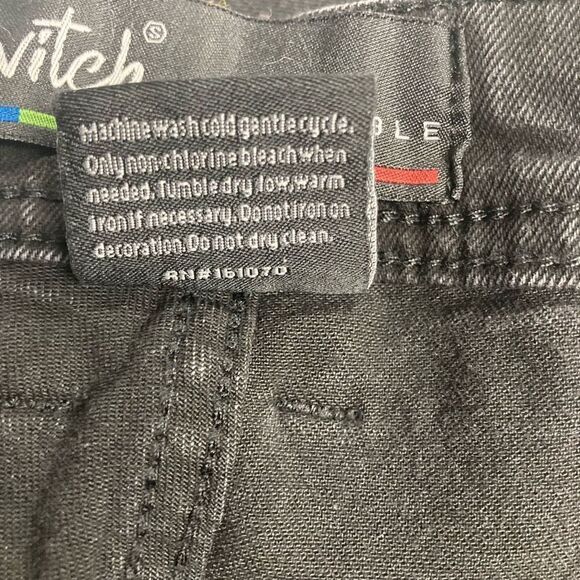 witch®
BLE
Machine wash cold gentle cycle.
Only non-chlorine bleach when
needed. Tumble dry low, warm
iron if necessary. Do not iron on
decoration. Do not dry clean.
RN#161070